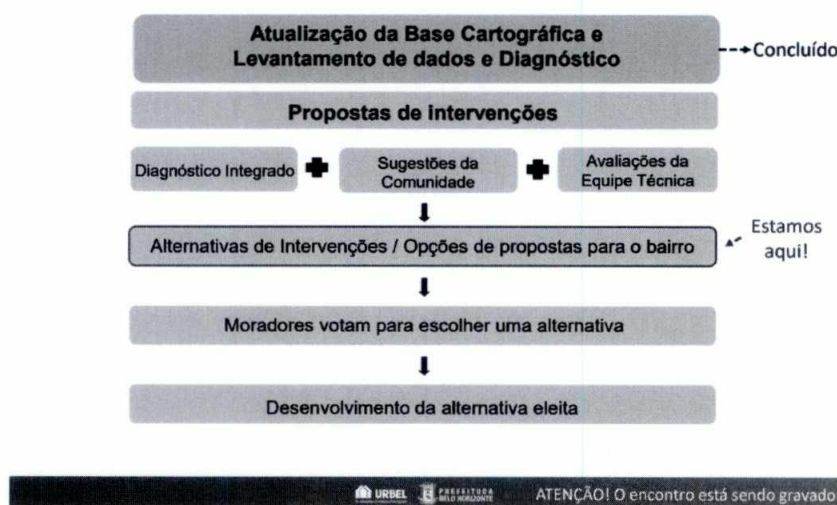 Atualização da Base Cartográfica e
Levantamento de dados e Diagnóstico
Concluído
Propostas de intervenções
Diagnóstico Integrado
Sugestões da
Comunidade
Avaliações da
Equipe Técnica
Alternativas de Intervenções / Opções de propostas para o bairro
Estamos
aqui!
Moradores votam para escolher uma alternativa
Desenvolvimento da alternativa eleita
URBEL
PREFEITURA
BELO HORIZONTE
ATENÇÃO! O encontro está sendo gravado